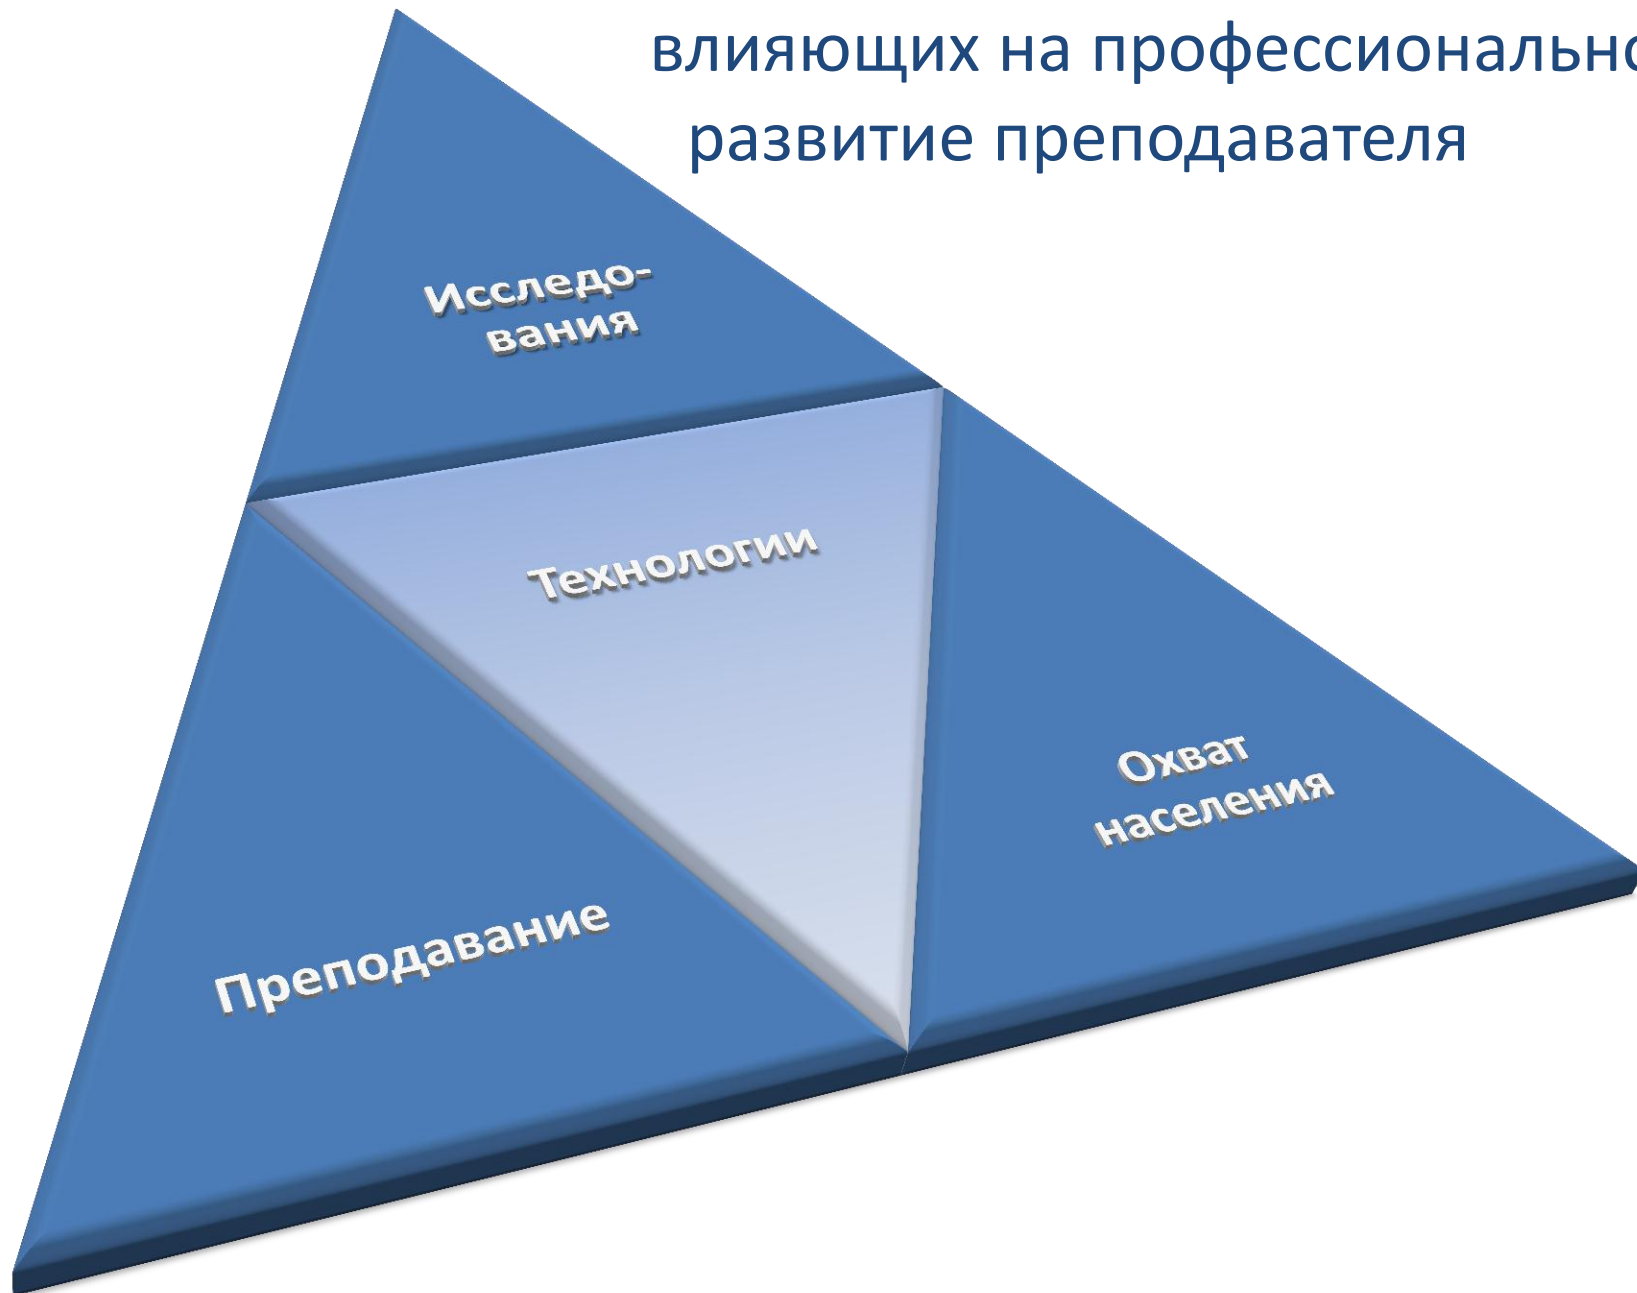 влияющих на профессионально
развитие преподавателя
Исследо-
вания
Технологии
Охват
населения
Преподавание